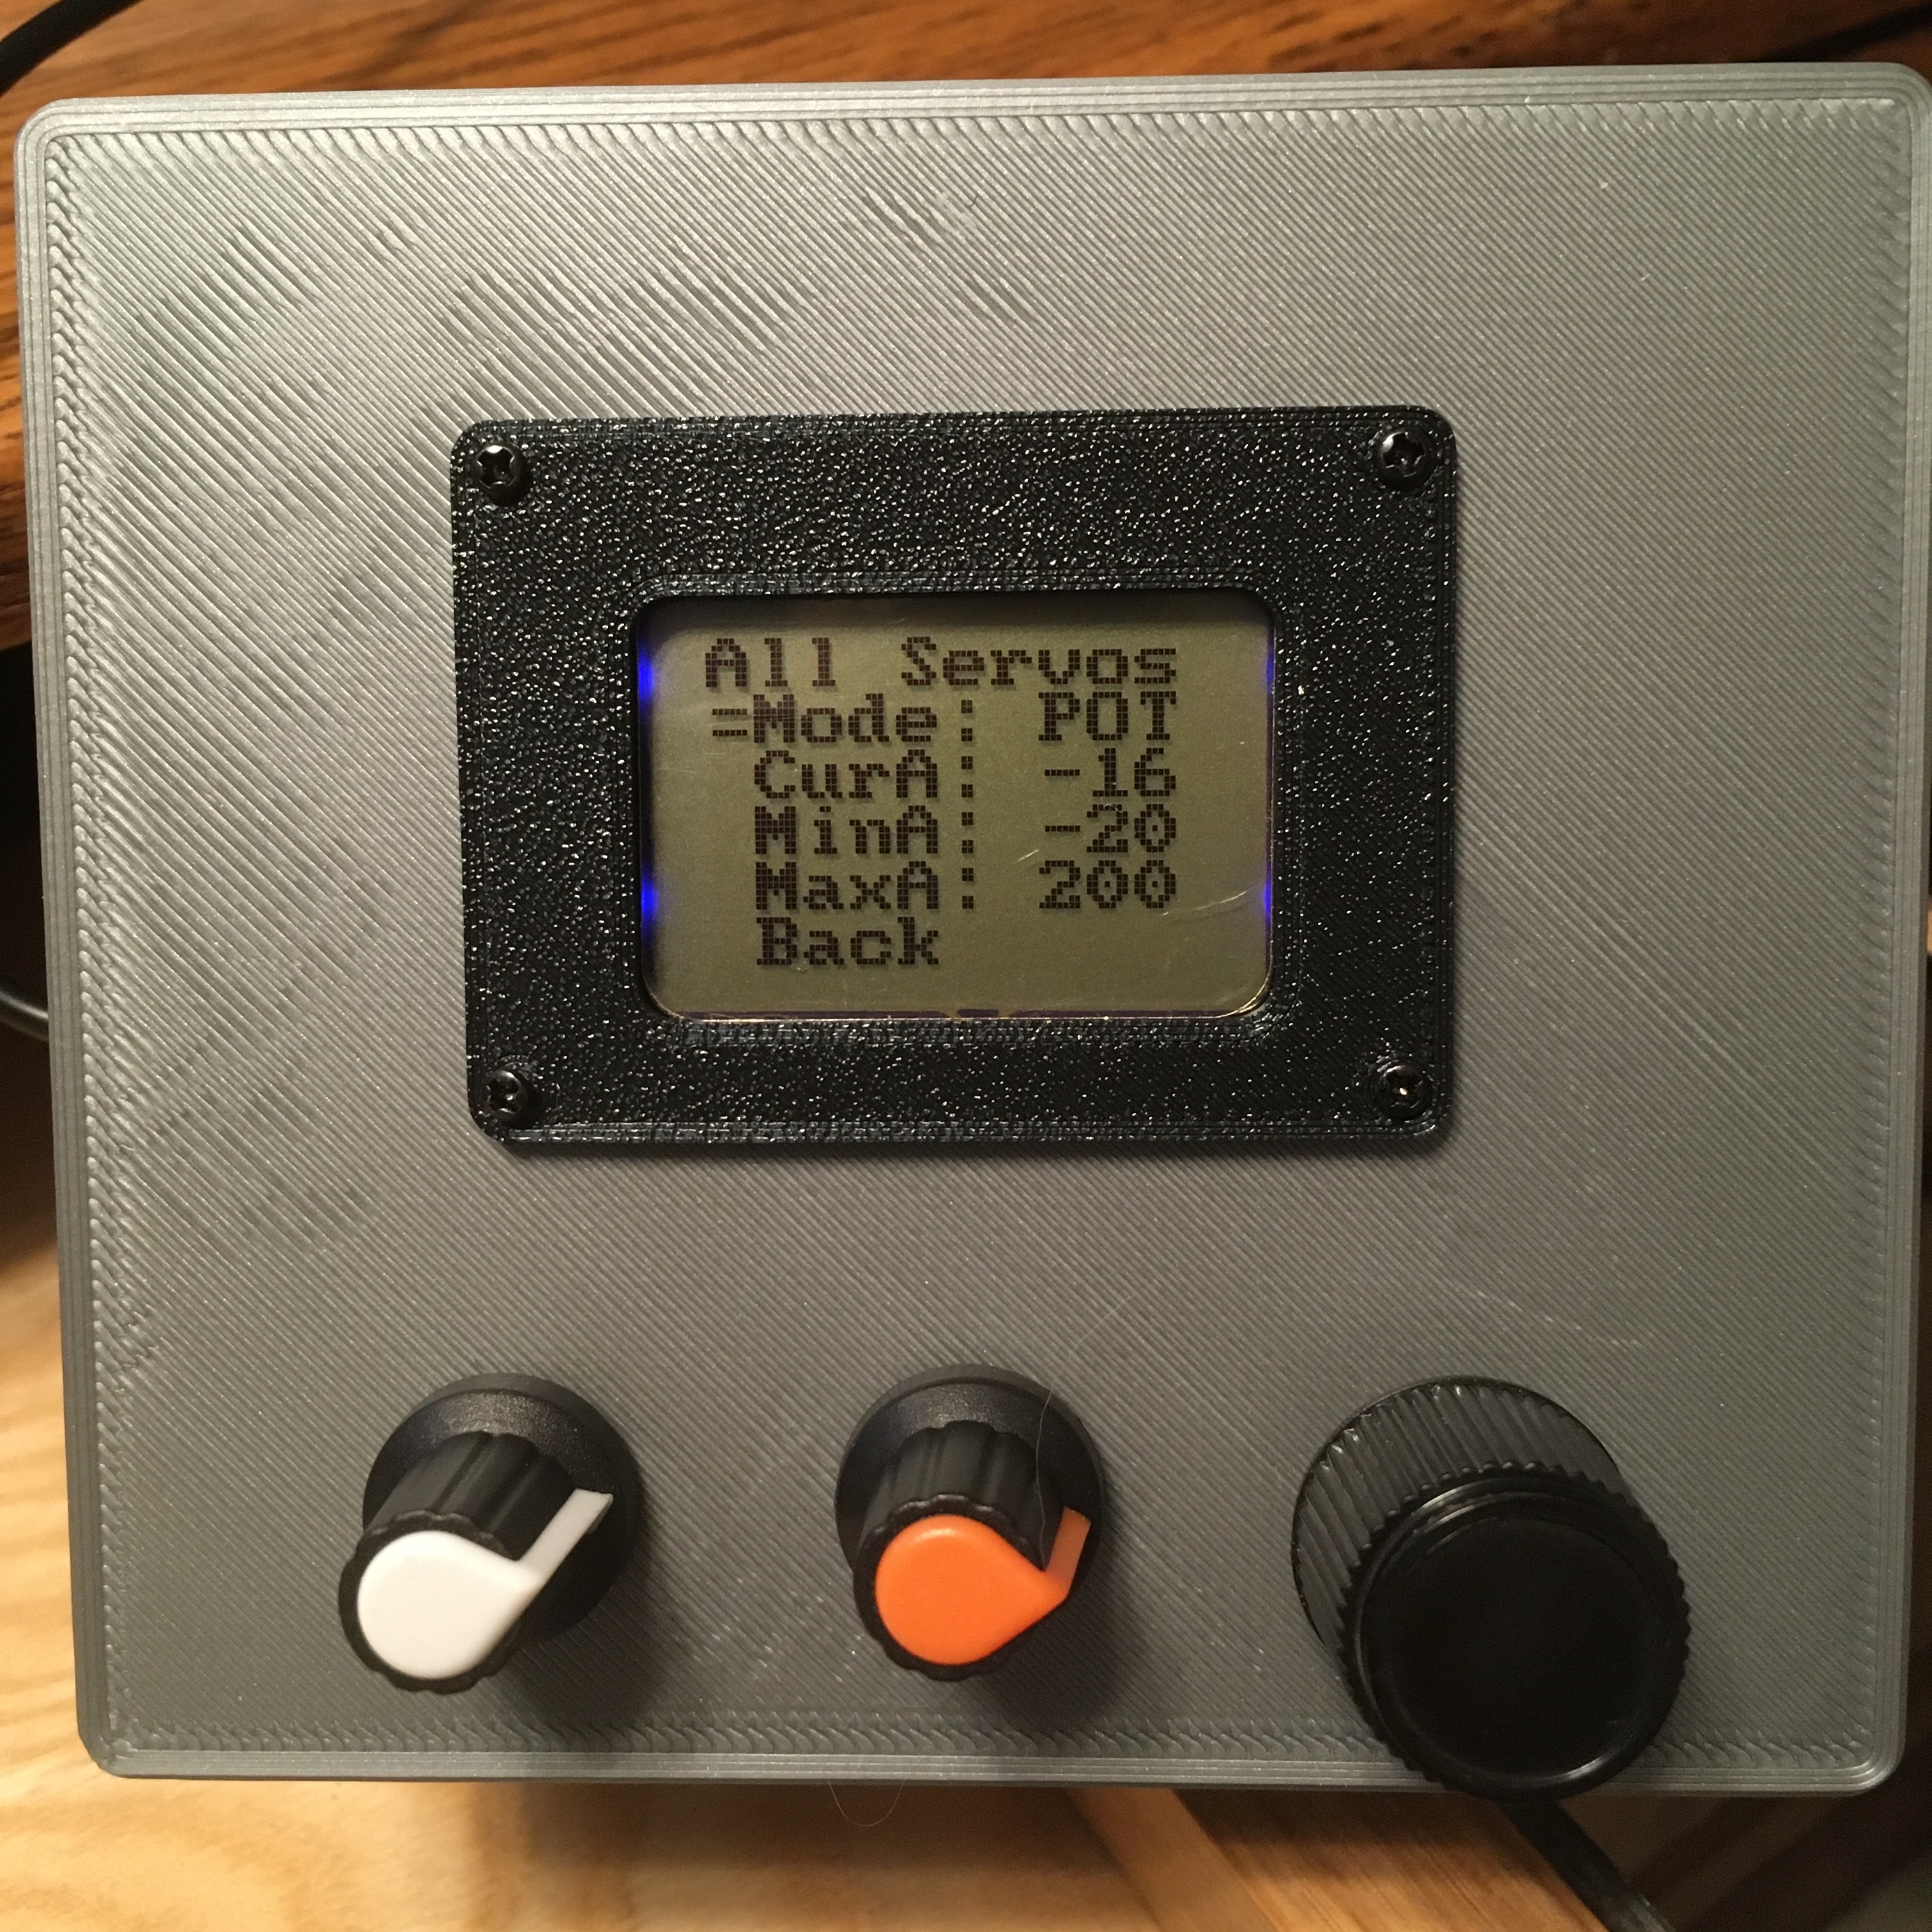 All Servos
=Mode: POT
CurA: -16
MinA: -20
MaxA: 200
Back